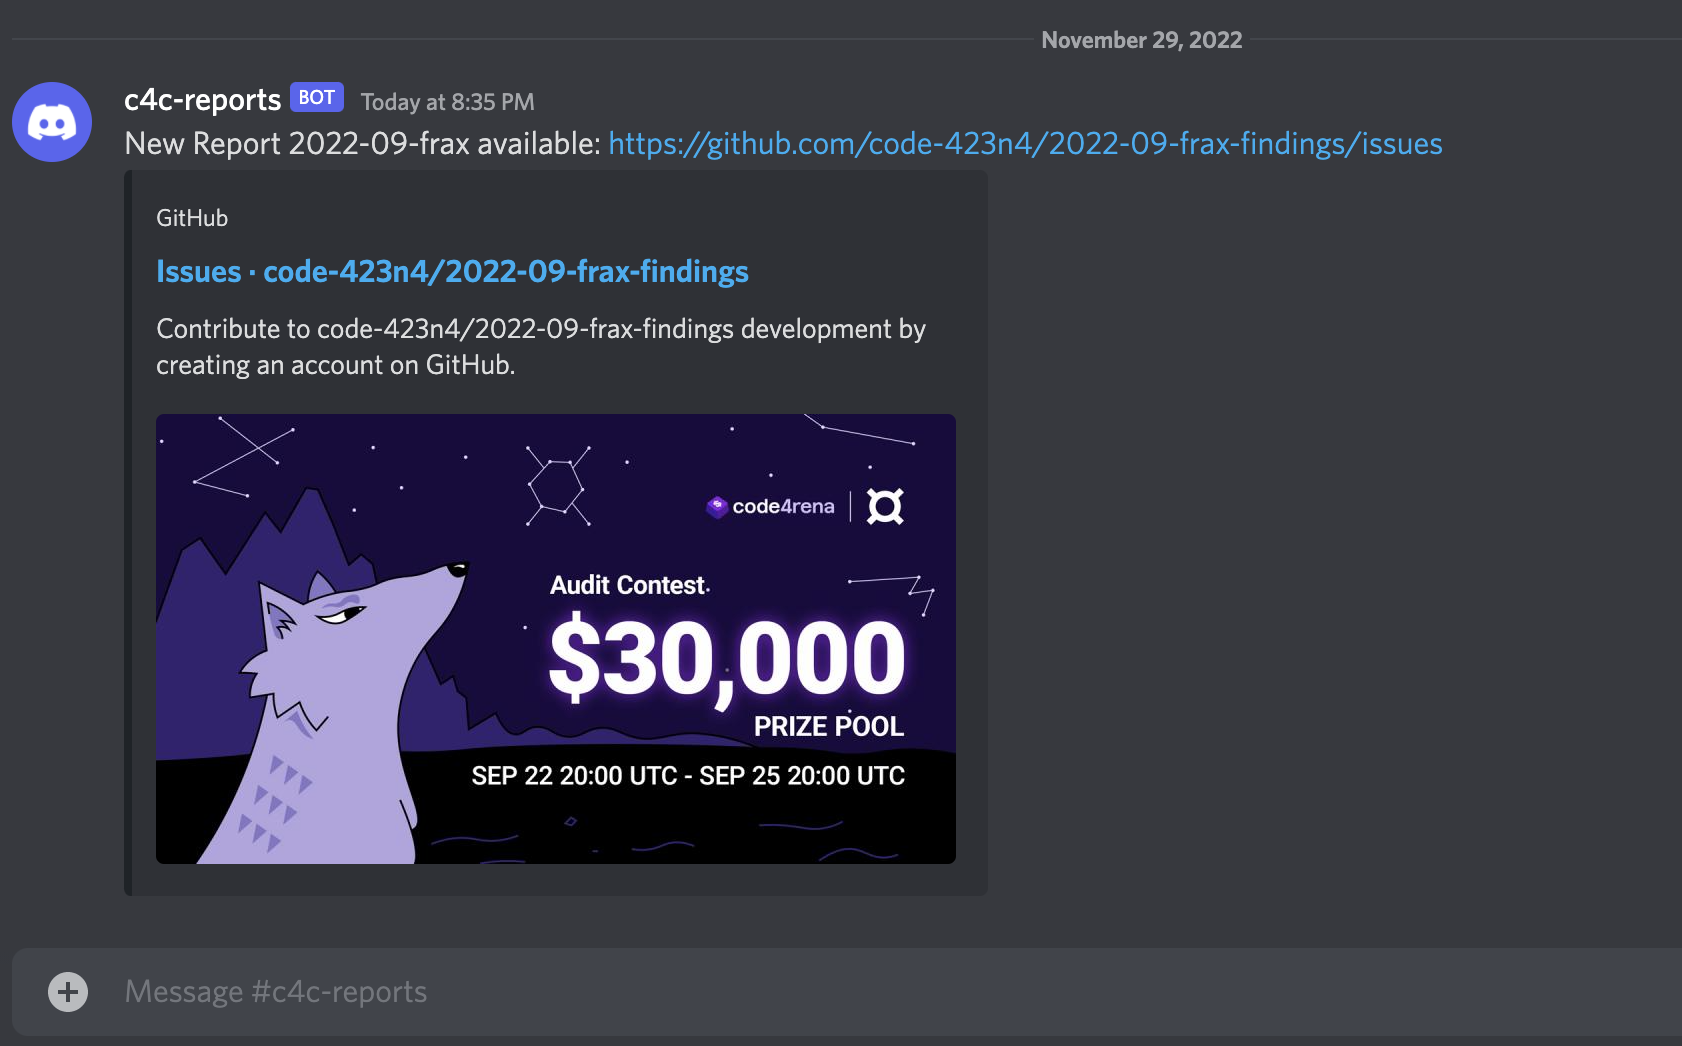 November 29, 2022
c4c-reports BOT Today at 8:35 PM
New Report 2022-09-frax available: https://github.com/code-423n4/2022-09-frax-findings/issues
GitHub
Issues · code-423n4/2022-09-frax-findings
Contribute to code-423n4/2022-09-frax-findings development by
creating an account on GitHub.
code4rena
Audit Contest
$30,000
PRIZE POOL
SEP 22 20:00 UTC - SEP 25 20:00 UTC
Message #c4c-reports